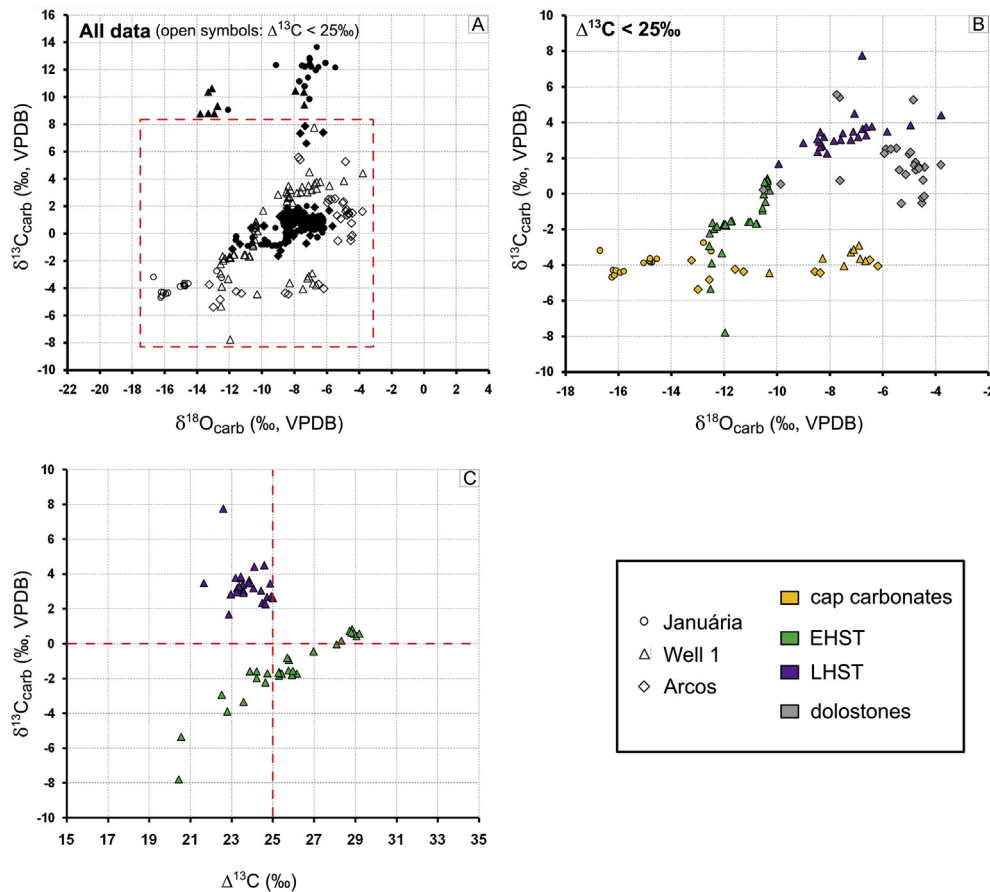 All data (open symbols: Δ¹³C < 25‰)
A
16
14
12
10
8
6
4
2
0
-2
-4
-6
-8
-10
-22 -20 -18 -16 -14 -12 -10 -8 -6 -4 -2 0 2 4
δ¹³Ccarb (‰, VPDB)
δ¹⁸Ocarb (‰, VPDB)
Δ¹³C < 25‰
B
10
8
6
4
2
0
-2
-4
-6
-8
-10
-18 -16 -14 -12 -10 -8 -6 -4 -2
δ¹³Ccarb (‰, VPDB)
δ¹⁸Ocarb (‰, VPDB)
C
10
8
6
4
2
0
-2
-4
-6
-8
-10
15 17 19 21 23 25 27 29 31 33 35
δ¹³Ccarb (‰, VPDB)
Δ¹³C (‰)
Januária
Well 1
Arcos
cap carbonates
EHST
LHST
dolostones